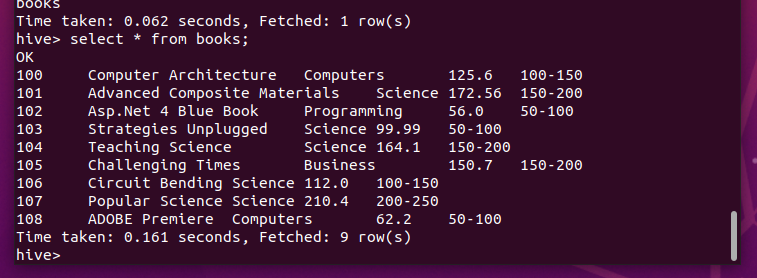 books
Time taken: 0.062 seconds, Fetched: 1 row(s)
hive> select * from books;
OK
100	Computer Architecture	Computers	125.6	100-150
101	Advanced Composite Materials	Science	172.56	150-200
102	Asp.Net 4 Blue Book	Programming	56.0	50-100
103	Strategies Unplugged	Science	99.99	50-100
104	Teaching Science	Science	164.1	150-200
105	Challenging Times	Business	150.7	150-200
106	Circuit Bending	Science	112.0	100-150
107	Popular Science	Science	210.4	200-250
108	ADOBE Premiere	Computers	62.2	50-100
Time taken: 0.161 seconds, Fetched: 9 row(s)
hive>